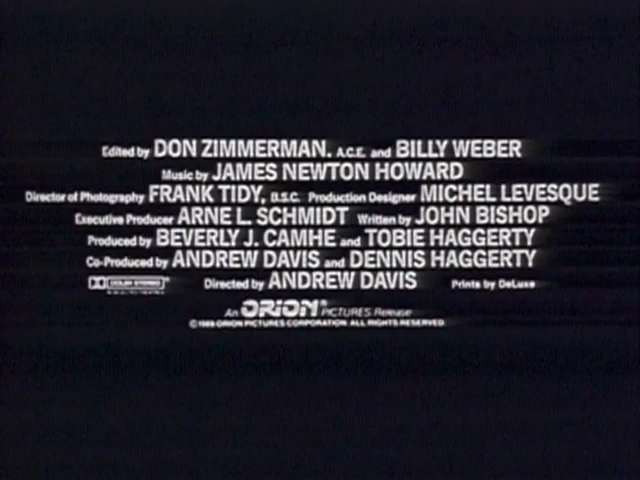 Edited by DON ZIMMERMAN, A.C.E. and BILLY WEBER
Music by JAMES NEWTON HOWARD
Director of Photography FRANK TIDY, B.S.C. Production Designer MICHEL LEVESQUE
Executive Producer ARNE L. SCHMIDT Written by JOHN BISHOP
Produced by BEVERLY J. CAMHE and TOBIE HAGGERTY
Co-Produced by ANDREW DAVIS and DENNIS HAGGERTY
DOLBY STEREO Directed by ANDREW DAVIS Prints by DeLuxe
An ORION PICTURES Release
© 1989 ORION PICTURES CORPORATION. ALL RIGHTS RESERVED.